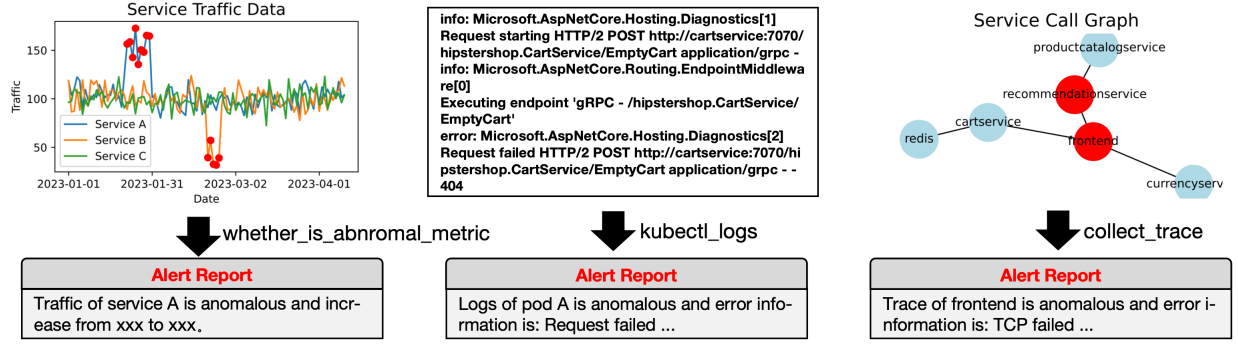 Service Traffic Data
150
100
50
Traffic
Service A
Service B
Service C
2023-01-01
2023-01-31
2023-03-02
2023-04-01
Date
info: Microsoft.AspNetCore.Hosting.Diagnostics[1]
Request starting HTTP/2 POST http://cartservice:7070/
hipstershop.CartService/EmptyCart application/grpc -
info: Microsoft.AspNetCore.Routing.EndpointMiddlewa
re[0]
Executing endpoint 'gRPC - /hipstershop.CartService/
EmptyCart'
error: Microsoft.AspNetCore.Hosting.Diagnostics[2]
Request failed HTTP/2 POST http://cartservice:7070/hi
pstershop.CartService/EmptyCart application/grpc - -
404
Service Call Graph
productcatalogservice
recommendationservice
cartservice
redis
frontend
currencyserv
whether_is_abnromal_metric
kubectl_logs
collect_trace
Alert Report
Traffic of service A is anomalous and incr-
ease from xxx to xxx。
Alert Report
Logs of pod A is anomalous and error info-
rmation is: Request failed ...
Alert Report
Trace of frontend is anomalous and error i-
nformation is: TCP failed ...